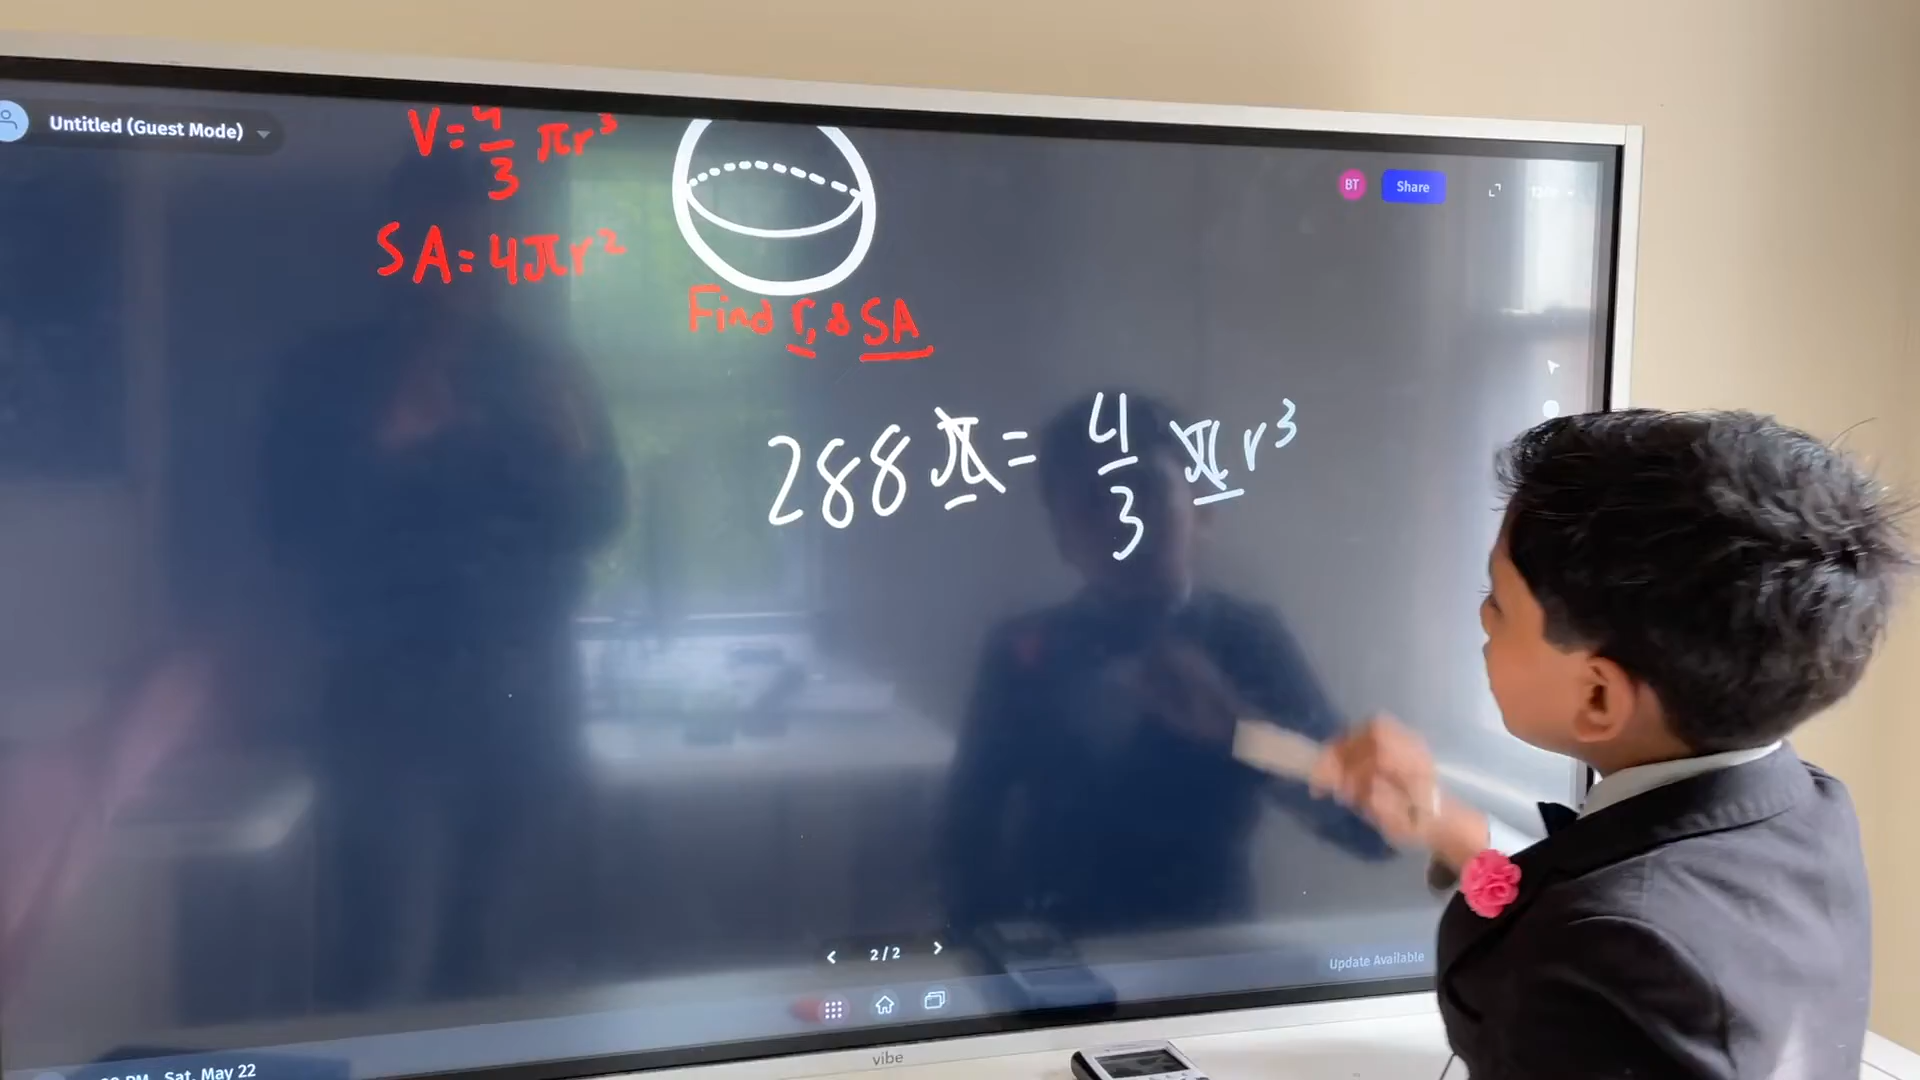 Untitled (Guest Mode)
V=4/3 πr³
SA=4πr²
Find r, & SA
BT
Share
288π = 4/3 πr³
2/2
Update Available
PM Sat, May 22
vibe